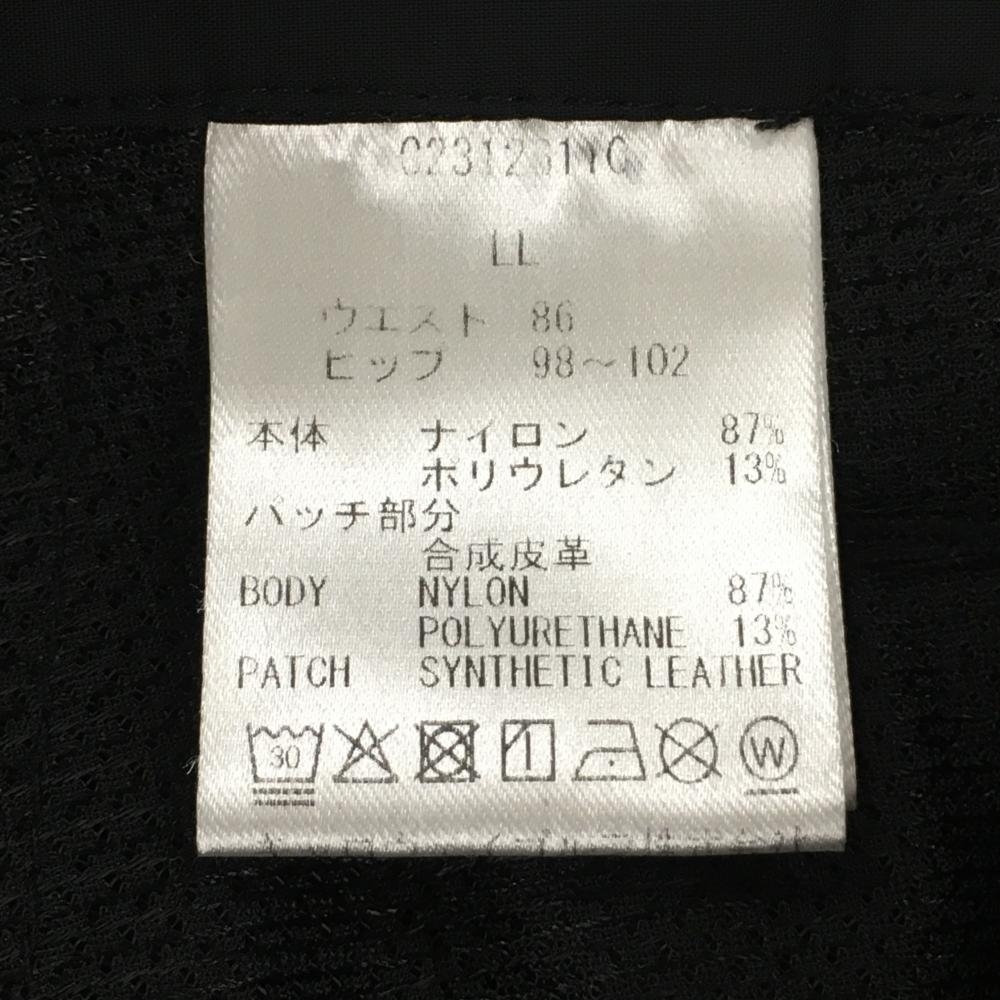 LL
ウエスト 86
ヒップ 98～102
本体 ナイロン 87%
ポリウレタン 13%
パッチ部分
合成皮革
BODY NYLON 87%
POLYURETHANE 13%
PATCH SYNTHETIC LEATHER
30 W